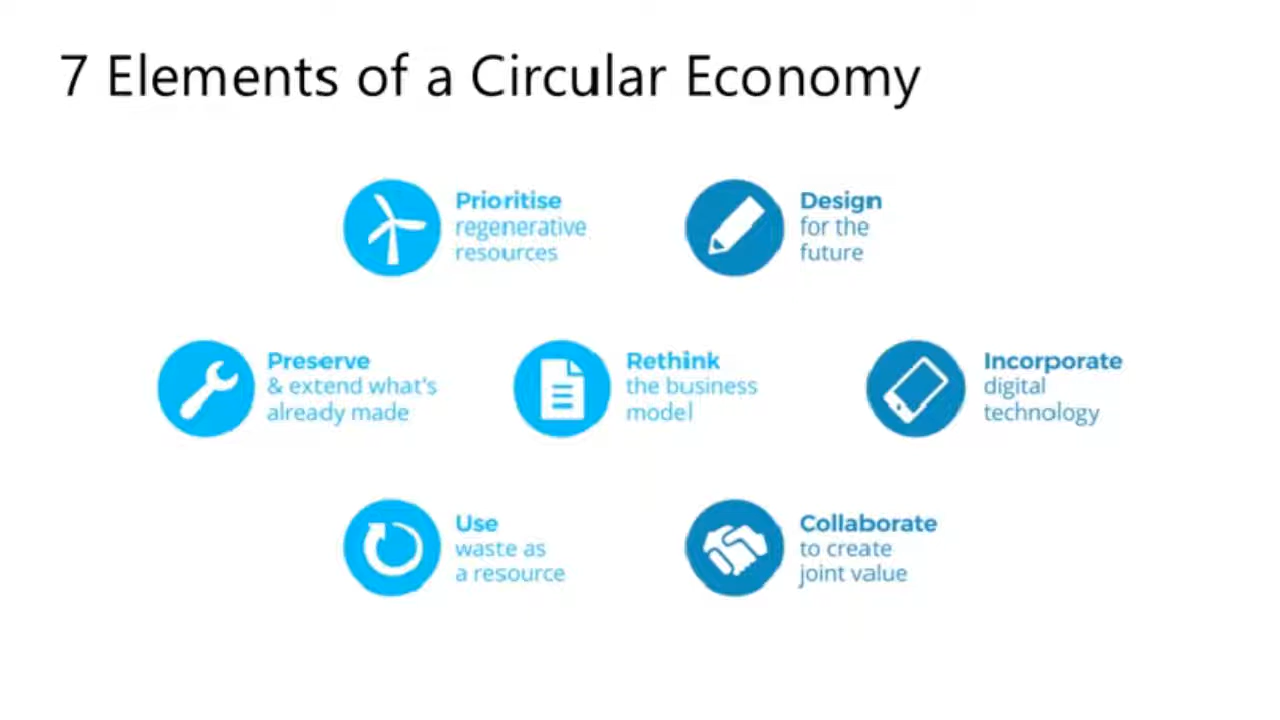 7 Elements of a Circular Economy
Prioritise
regenerative
resources
Design
for the
future
Preserve
& extend what's
already made
Rethink
the business
model
Incorporate
digital
technology
Use
waste as
a resource
Collaborate
to create
joint value